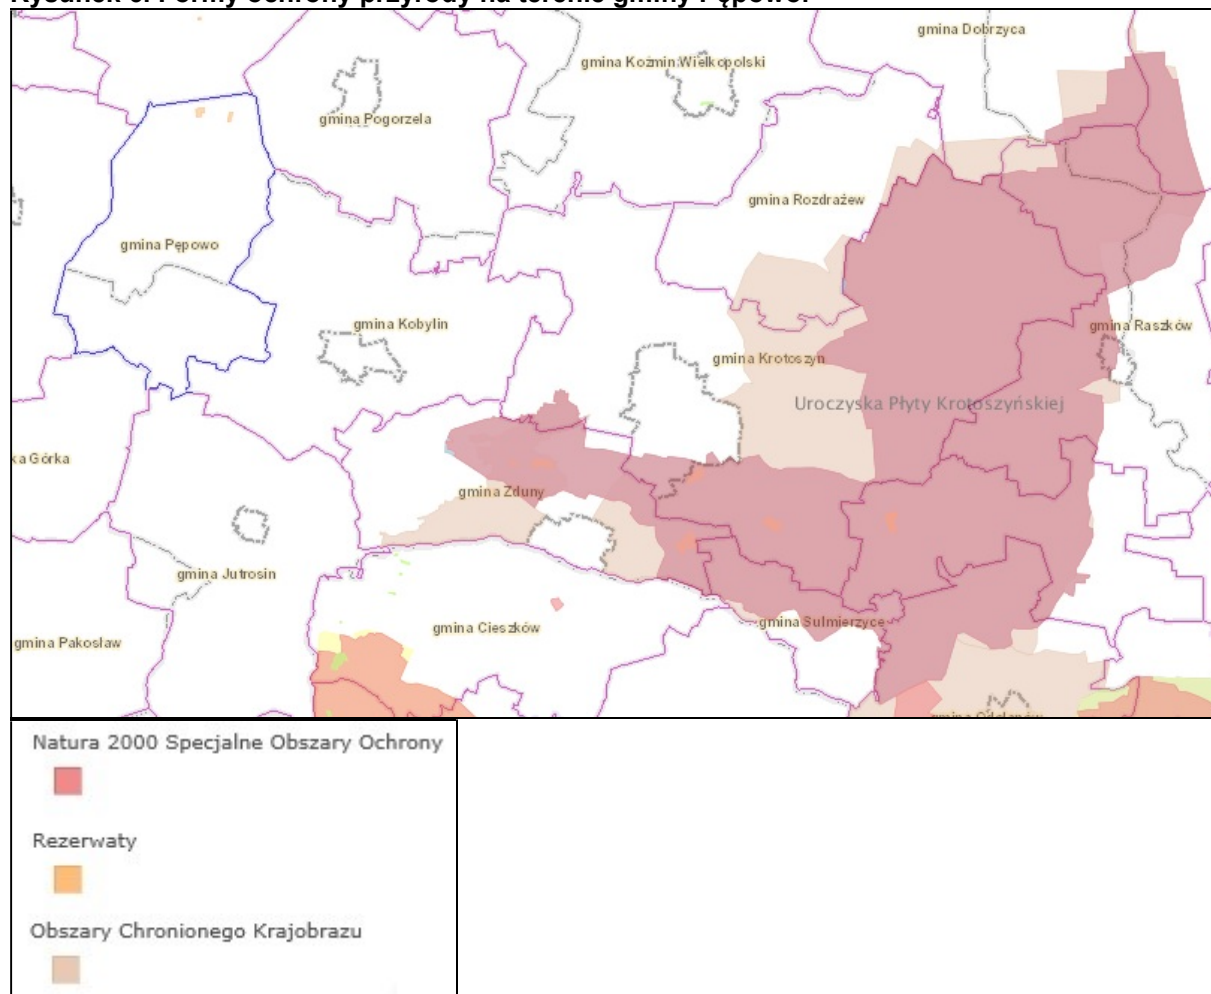 gmina Dobrzyca
gmina Koźmin Wielkopolski
gmina Pogorzela
gmina Rozdrażew
gmina Pępowo
gmina Kobylin
gmina Raszków
gmina Krotoszyn
Uroczyska Płyty Krotoszyńskiej
ka Górka
gmina Zduny
gmina Jutrosin
gmina Sulmierzyce
gmina Cieszków
gmina Pakosław
Natura 2000 Specjalne Obszary Ochrony
Rezerwaty
Obszary Chronionego Krajobrazu